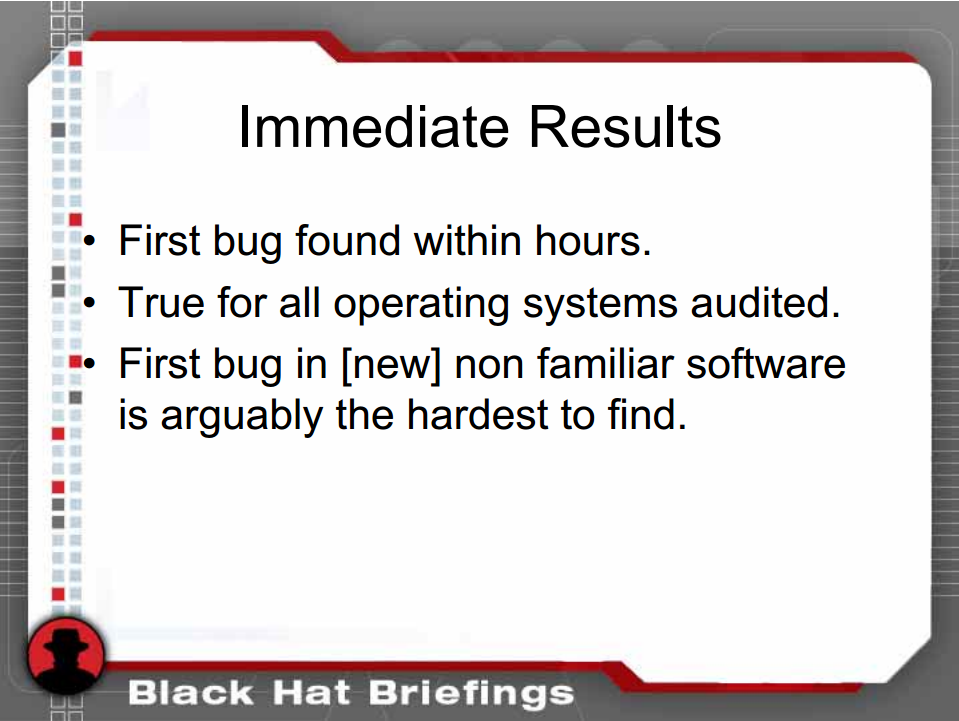 Immediate Results
• First bug found within hours.
• True for all operating systems audited.
• First bug in [new] non familiar software
is arguably the hardest to find.
Black Hat Briefings